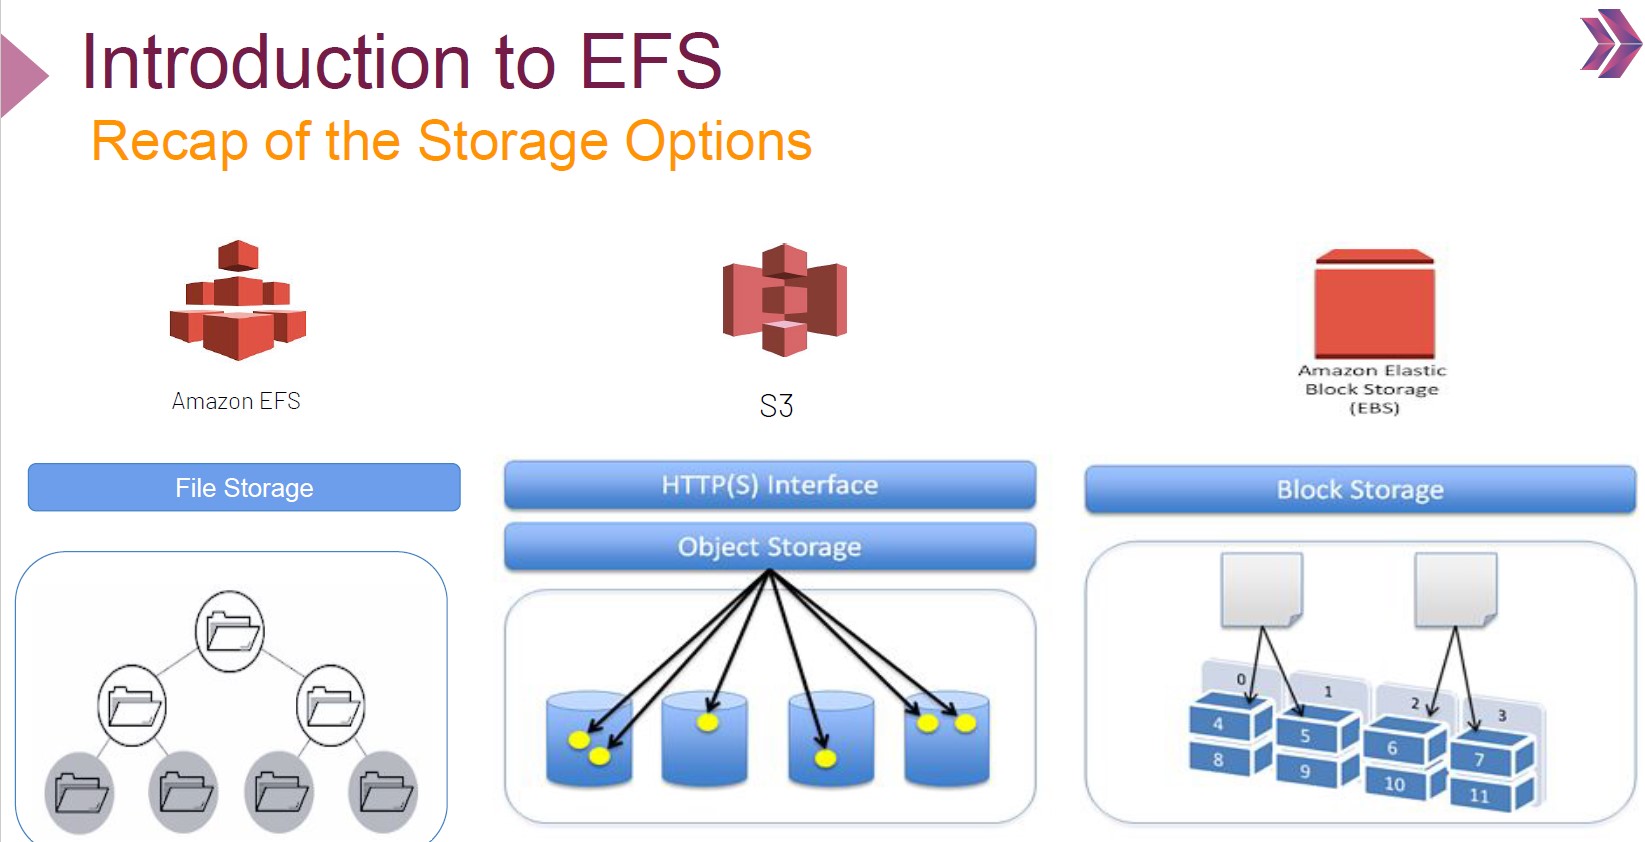 Introduction to EFS
Recap of the Storage Options
Amazon EFS
S3
Amazon Elastic
Block Storage
(EBS)
File Storage
HTTP(S) Interface
Object Storage
Block Storage
0
1
2
3
4
5
6
7
8
9
10
11